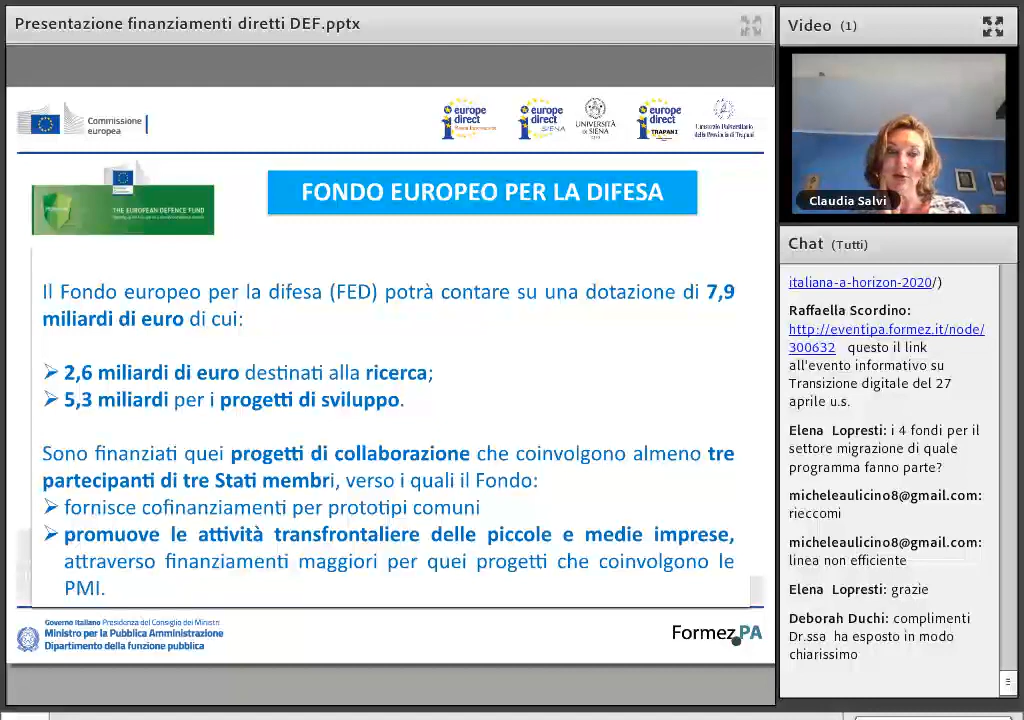 Presentazione finanziamenti diretti DEF.pptx
Commissione
europea
europe
direct
europe
direct
SIENA
UNIVERSITÀ
DI SIENA
1240
europe
direct
TRAPANI
Consorzio Universitario
della Provincia di Trapani
THE EUROPEAN DEFENCE FUND
FONDO EUROPEO PER LA DIFESA
Il Fondo europeo per la difesa (FED) potrà contare su una dotazione di 7,9
miliardi di euro di cui:
➢ 2,6 miliardi di euro destinati alla ricerca;
➢ 5,3 miliardi per i progetti di sviluppo.
Sono finanziati quei progetti di collaborazione che coinvolgono almeno tre
partecipanti di tre Stati membri, verso i quali il Fondo:
➢ fornisce cofinanziamenti per prototipi comuni
➢ promuove le attività transfrontaliere delle piccole e medie imprese,
attraverso finanziamenti maggiori per quei progetti che coinvolgono le
PMI.
Governo Italiano Presidenza del Consiglio dei Ministri
Ministro per la Pubblica Amministrazione
Dipartimento della funzione pubblica
Formez PA
Video (1)
Claudia Salvi
Chat (Tutti)
italiana-a-horizon-2020/)
Raffaella Scordino:
http://eventipa.formez.it/node/
300632 questo il link
all'evento informativo su
Transizione digitale del 27
aprile u.s.
Elena Lopresti: i 4 fondi per il
settore migrazione di quale
programma fanno parte?
micheleaulicino8@gmail.com:
rieccomi
micheleaulicino8@gmail.com:
linea non efficiente
Elena Lopresti: grazie
Deborah Duchi: complimenti
Dr.ssa ha esposto in modo
chiarissimo